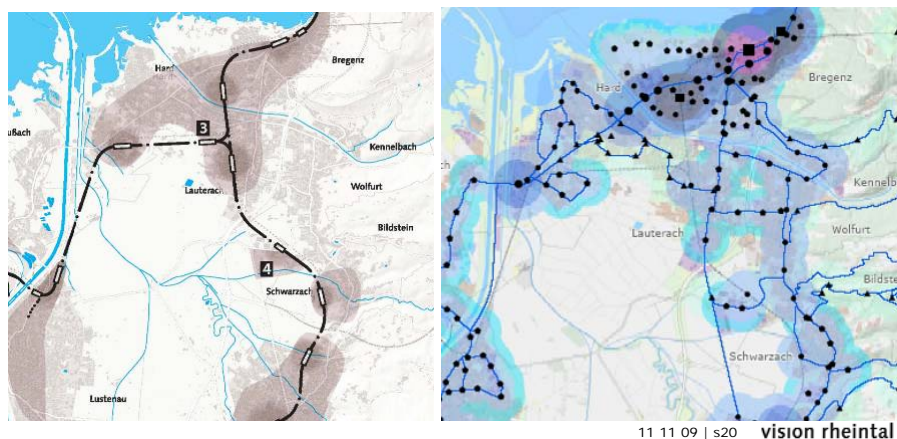 Hard
Bregenz
ußach
3
Kennelbach
Lauterach
Wolfurt
Bildstein
4
Schwarzach
Lustenau
Hard
Bregenz
Kennelb
Lauterach
Wolfurt
Bildste
Schwarzach
11 11 09 | s20 vision rheintal